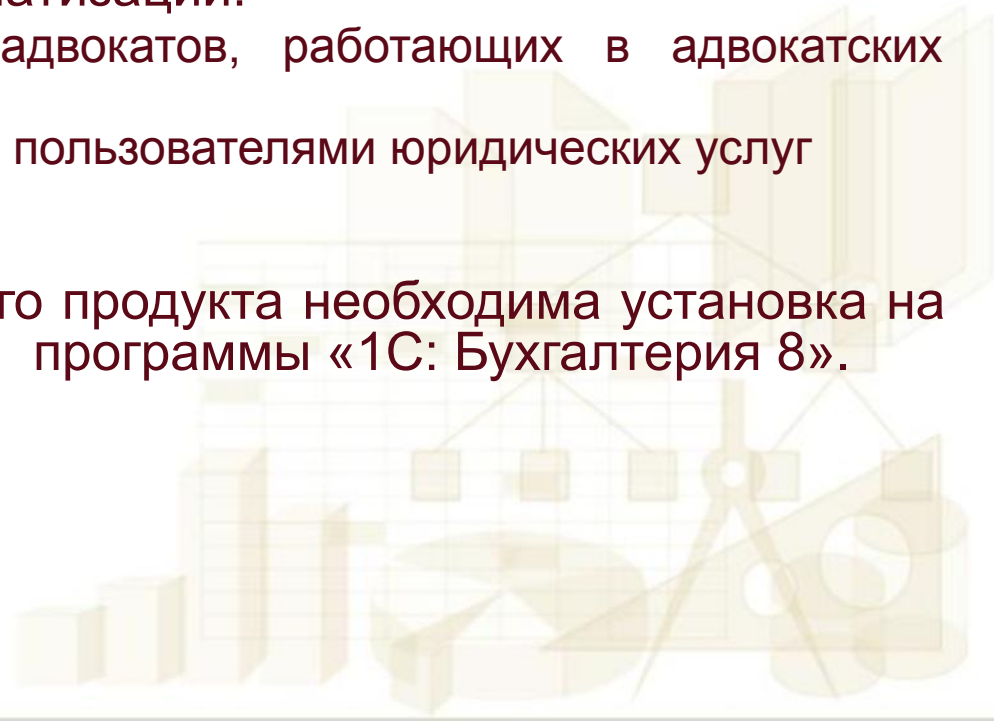 адвокатов, работающих в адвокатских
пользователями юридических услуг
го продукта необходима установка на
программы «1С: Бухгалтерия 8».